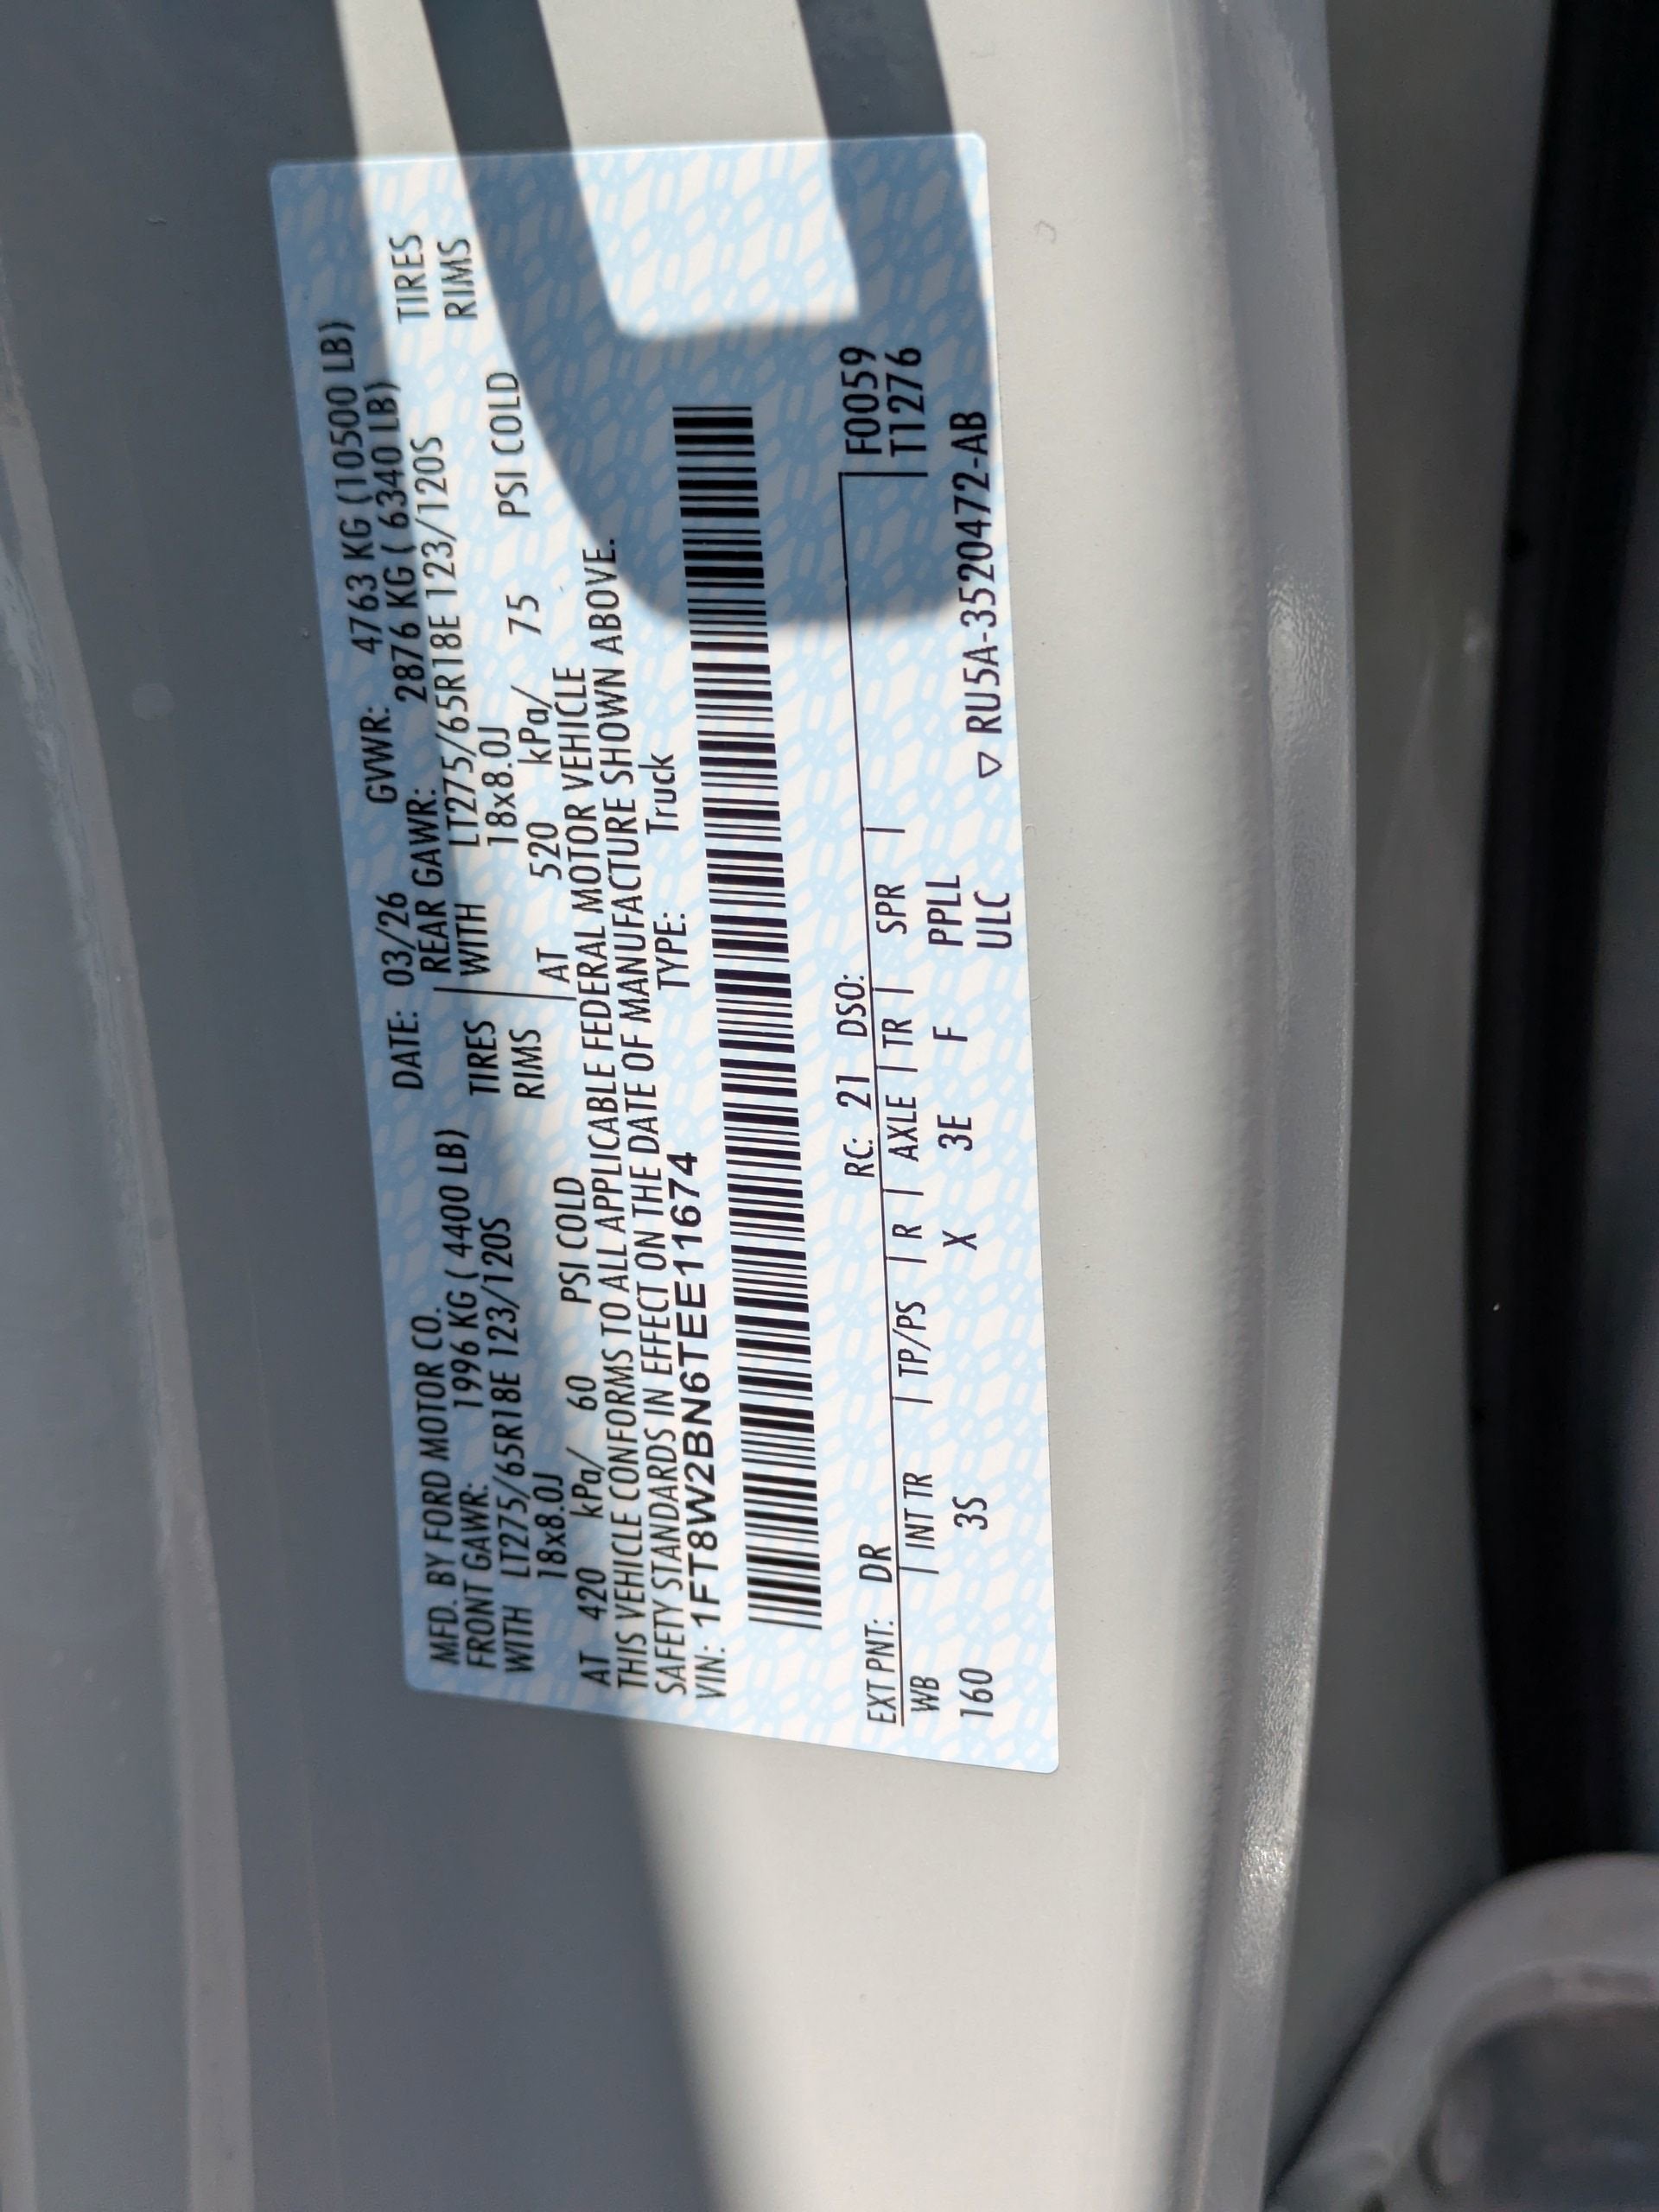 MFD. BY FORD MOTOR CO. DATE: 03/26 GVWR: 4763 KG (10500 LB)
FRONT GAWR: 1996 KG ( 4400 LB) REAR GAWR: 2876 KG ( 6340 LB)
WITH LT275/65R18E 123/120S TIRES WITH LT275/65R18E 123/120S TIRES
18x8.0J RIMS 18x8.0J RIMS
AT 420 kPa/ 60 PSI COLD AT 520 kPa/ 75 PSI COLD
THIS VEHICLE CONFORMS TO ALL APPLICABLE FEDERAL MOTOR VEHICLE
SAFETY STANDARDS IN EFFECT ON THE DATE OF MANUFACTURE SHOWN ABOVE.
VIN: 1FT8W2BN6TEE11674 TYPE: Truck
EXT PNT: DR RC: 21 DSO: F0059
WB | INT TR | TP/PS | R | AXLE | TR | SPR | T1276
160 3S X 3E F PPLL
ULC ▽ RU5A-3520472-AB